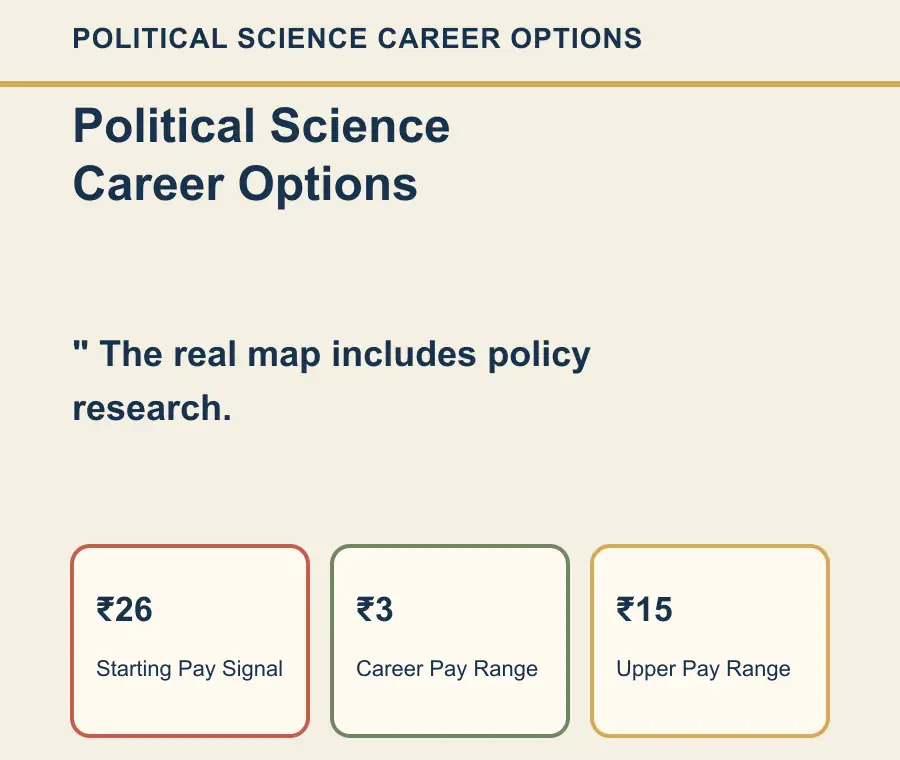 POLITICAL SCIENCE CAREER OPTIONS
Political Science
Career Options
" The real map includes policy
research.
₹26
Starting Pay Signal
₹3
Career Pay Range
₹15
Upper Pay Range